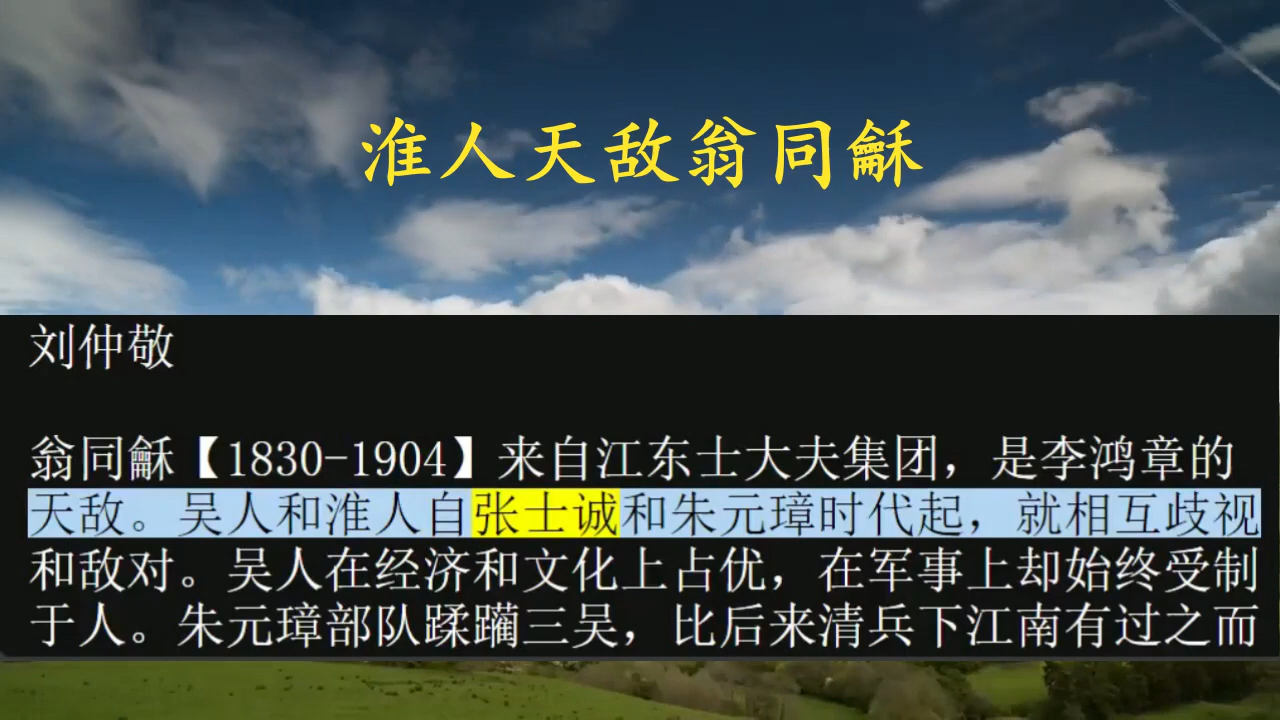 淮人天敌翁同龢
刘仲敬
翁同龢【1830-1904】来自江东士大夫集团，是李鸿章的
天敌。吴人和淮人自张士诚和朱元璋时代起，就相互歧视
和敌对。吴人在经济和文化上占优，在军事上却始终受制
于人。朱元璋部队蹂躏三吴，比后来清兵下江南有过之而